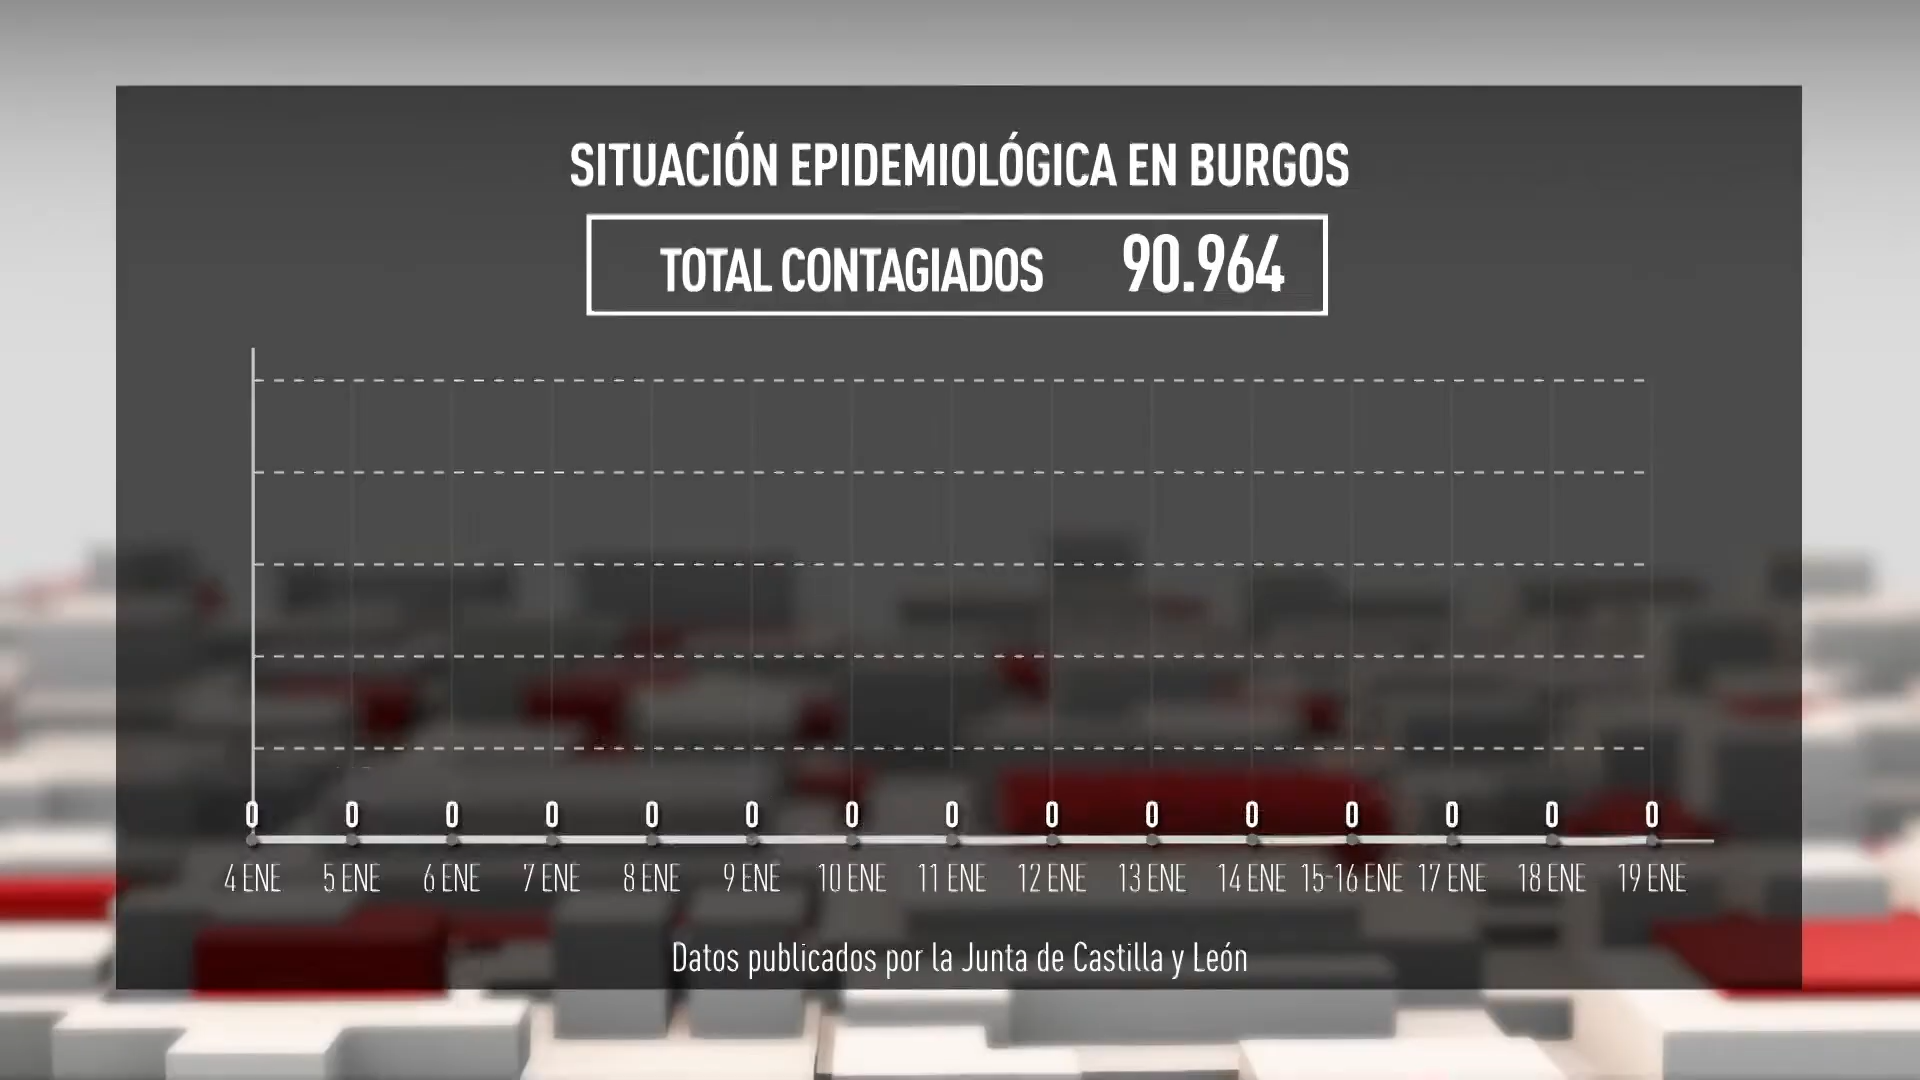 SITUACIÓN EPIDEMIOLÓGICA EN BURGOS
TOTAL CONTAGIADOS 90.964
0 0 0 0 0 0 0 0 0 0 0 0 0 0 0
4 ENE 5 ENE 6 ENE 7 ENE 8 ENE 9 ENE 10 ENE 11 ENE 12 ENE 13 ENE 14 ENE 15-16 ENE 17 ENE 18 ENE 19 ENE
Datos publicados por la Junta de Castilla y León